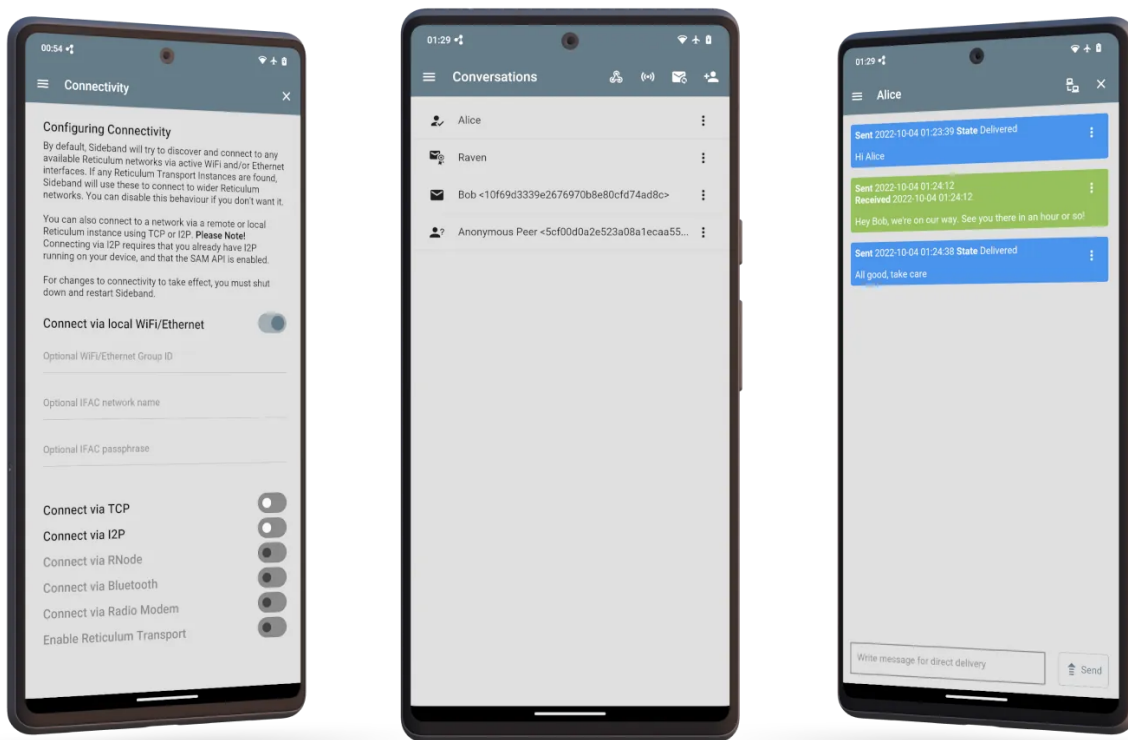 00:54
Connectivity
Configuring Connectivity
By default, Sideband will try to discover and connect to any
available Reticulum networks via active WiFi and/or Ethernet
interfaces. If any Reticulum Transport Instances are found,
Sideband will use these to connect to wider Reticulum
networks. You can disable this behaviour if you don't want it.
You can also connect to a network via a remote or local
Reticulum instance using TCP or I2P. Please Note!
Connecting via I2P requires that you already have I2P
running on your device, and that the SAM API is enabled.
For changes to connectivity to take effect, you must shut
down and restart Sideband.
Connect via local WiFi/Ethernet
Optional WiFi/Ethernet Group ID
Optional IFAC network name
Optional IFAC passphrase
Connect via TCP
Connect via I2P
Connect via RNode
Connect via Bluetooth
Connect via Radio Modem
Enable Reticulum Transport
01:29
Conversations
Alice
Raven
Bob <10f69d3339e2676970b8e80cfd74ad8c>
Anonymous Peer <5cf00d0a2e523a08a1ecaa55...
01:29
Alice
Sent 2022-10-04 01:23:39 State Delivered
Hi Alice
Sent 2022-10-04 01:24:12
Received 2022-10-04 01:24:12
Hey Bob, we're on our way. See you there in an hour or so!
Sent 2022-10-04 01:24:38 State Delivered
All good, take care
Write message for direct delivery
Send